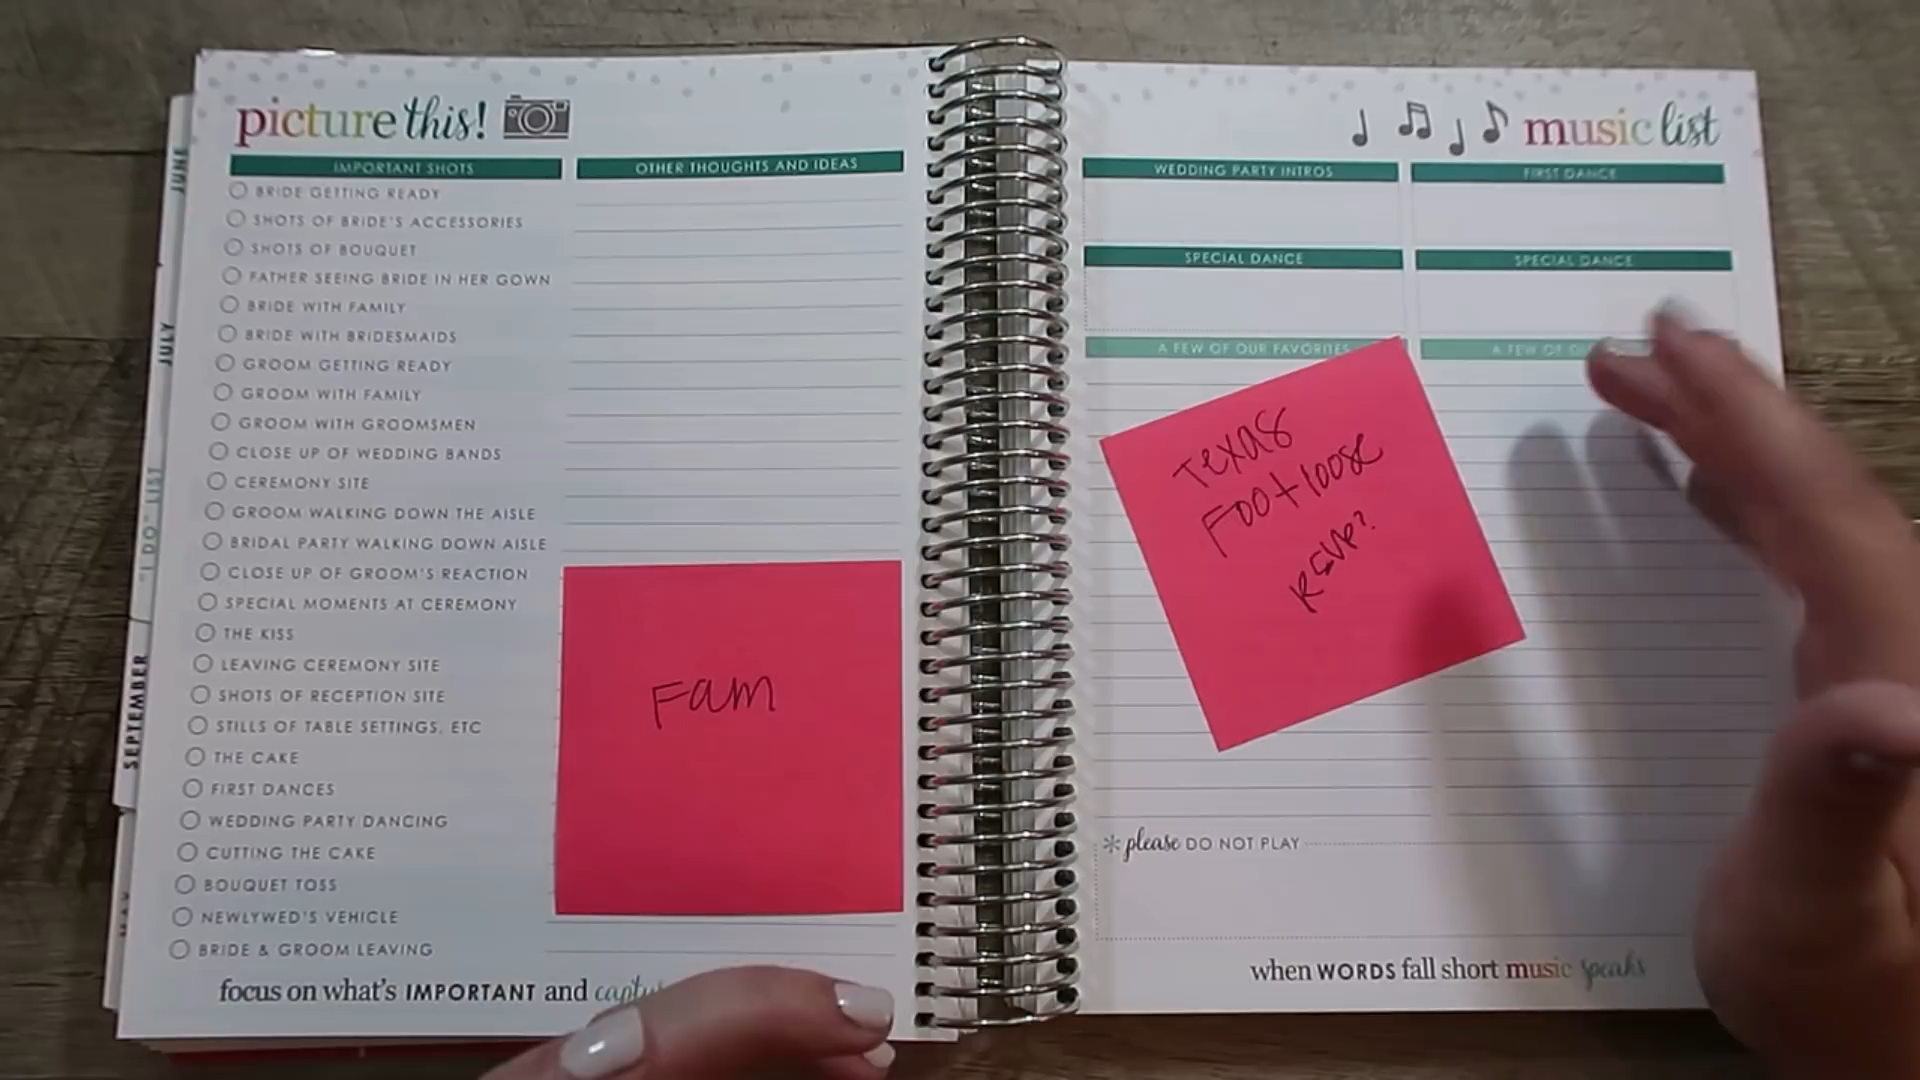 picture this!
IMPORTANT SHOTS
OTHER THOUGHTS AND IDEAS
BRIDE GETTING READY
SHOTS OF BRIDE'S ACCESSORIES
SHOTS OF BOUQUET
FATHER SEEING BRIDE IN HER GOWN
BRIDE WITH FAMILY
BRIDE WITH BRIDESMAIDS
GROOM GETTING READY
GROOM WITH FAMILY
GROOM WITH GROOMSMEN
CLOSE UP OF WEDDING BANDS
CEREMONY SITE
GROOM WALKING DOWN THE AISLE
BRIDAL PARTY WALKING DOWN AISLE
CLOSE UP OF GROOM'S REACTION
SPECIAL MOMENTS AT CEREMONY
THE KISS
LEAVING CEREMONY SITE
SHOTS OF RECEPTION SITE
STILLS OF TABLE SETTINGS, ETC
THE CAKE
FIRST DANCES
WEDDING PARTY DANCING
CUTTING THE CAKE
BOUQUET TOSS
NEWLYWED'S VEHICLE
BRIDE & GROOM LEAVING
Fam
focus on what's IMPORTANT and
JUNE
JULY
"I DO" LIST
SEPTEMBER
music list
WEDDING PARTY INTROS
FIRST DANCE
SPECIAL DANCE
SPECIAL DANCE
A FEW OF OUR FAVORITES
A FEW OF
Texas
Footloose
RSVP?
*please DO NOT PLAY
when WORDS fall short music speaks